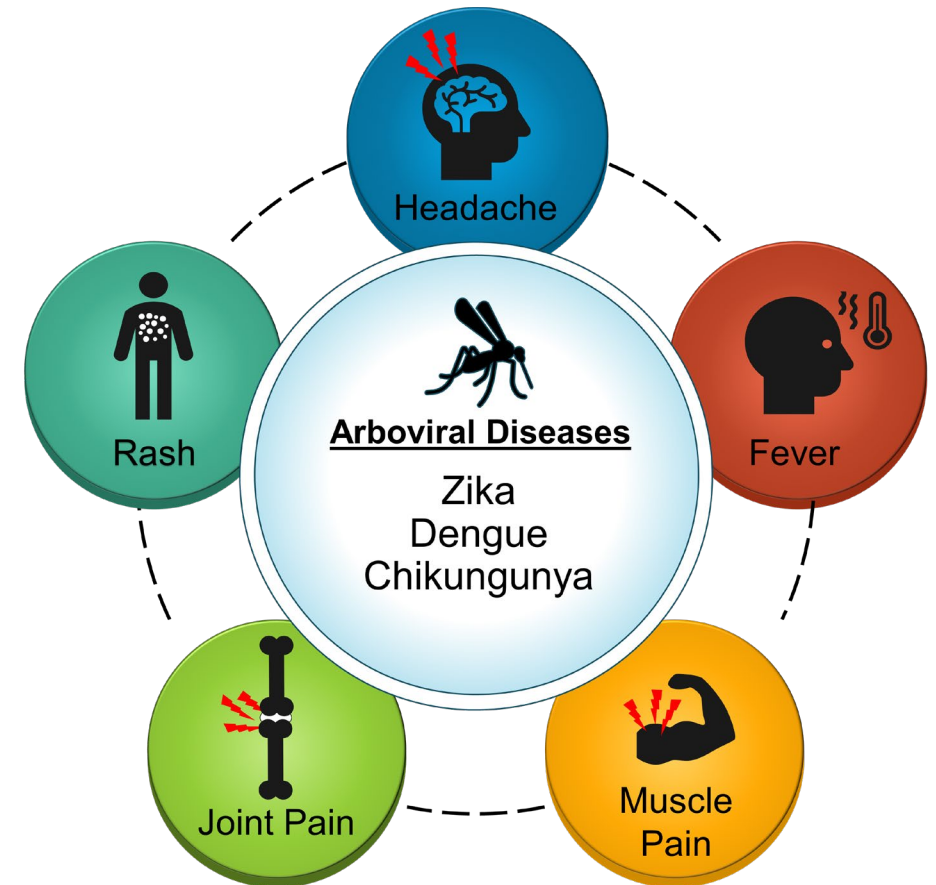 Headache
Rash
Fever
Arboviral Diseases
Zika
Dengue
Chikungunya
Joint Pain
Muscle
Pain